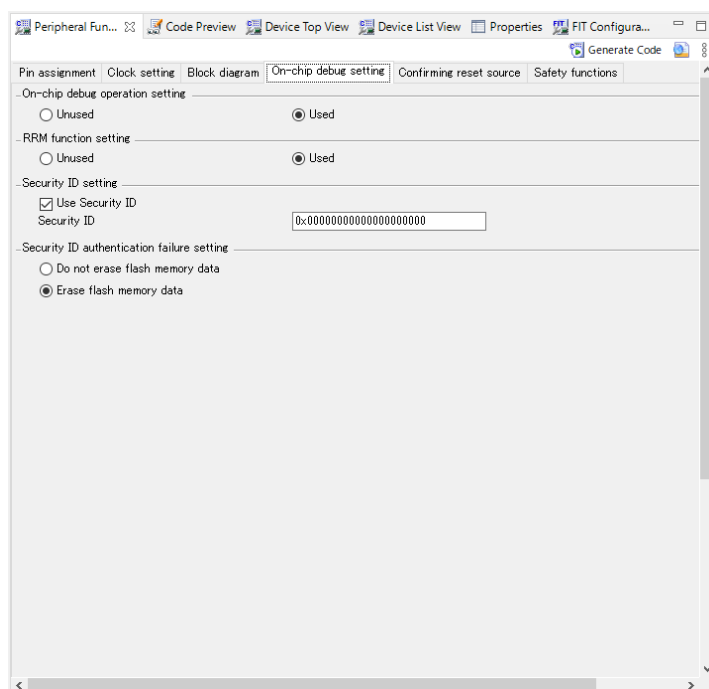 Peripheral Fun... Code Preview Device Top View Device List View Properties FIT Configura...
Generate Code
Pin assignment Clock setting Block diagram On-chip debug setting Confirming reset source Safety functions
On-chip debug operation setting
Unused Used
RRM function setting
Unused Used
Security ID setting
Use Security ID
Security ID 0x00000000000000000000
Security ID authentication failure setting
Do not erase flash memory data
Erase flash memory data